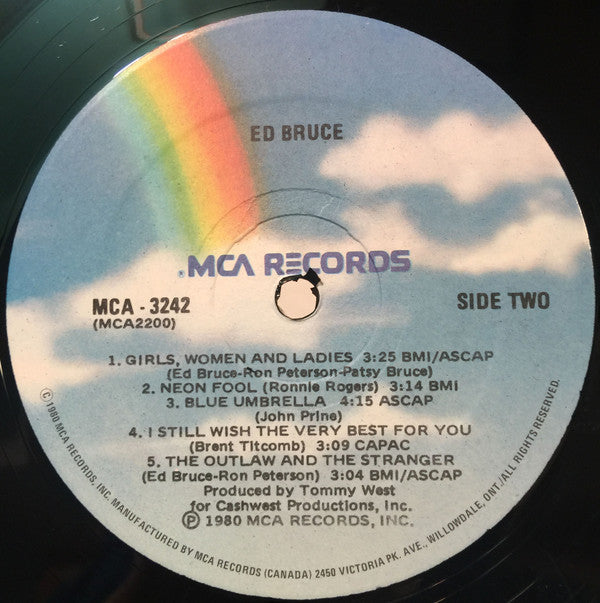 ED BRUCE
MCA RECORDS
MCA - 3242
(MCA2200)
SIDE TWO
1. GIRLS, WOMEN AND LADIES 3:25 BMI/ASCAP
(Ed Bruce-Ron Peterson-Patsy Bruce)
2. NEON FOOL (Ronnie Rogers) 3:14 BMI
3. BLUE UMBRELLA 4:15 ASCAP
(John Prine)
4. I STILL WISH THE VERY BEST FOR YOU
(Brent Titcomb) 3:09 CAPAC
5. THE OUTLAW AND THE STRANGER
(Ed Bruce-Ron Peterson) 3:04 BMI/ASCAP
Produced by Tommy West
for Cashwest Productions, Inc.
Ⓟ 1980 MCA RECORDS, INC.
©1980 MCA RECORDS, INC. MANUFACTURED BY MCA RECORDS (CANADA) 2450 VICTORIA PK. AVE., WILLOWDALE, ONT./ALL RIGHTS RESERVED.